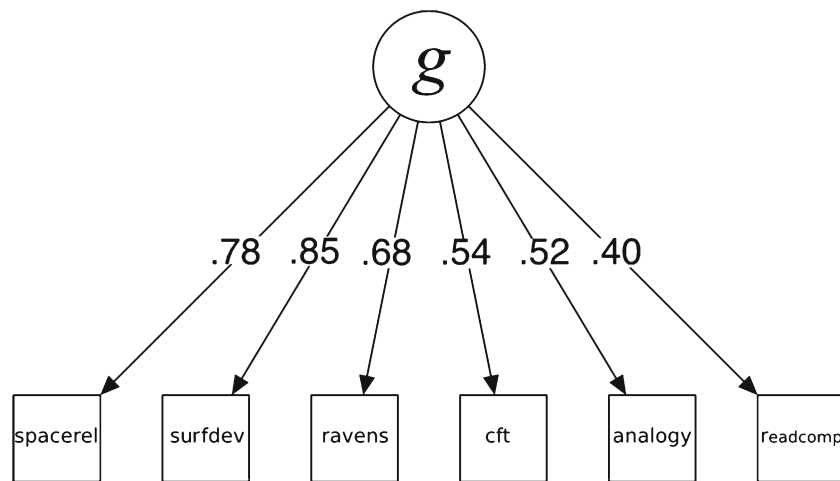 g
.78 .85 .68 .54 .52 .40
spacerel surfdev ravens cft analogy readcomp